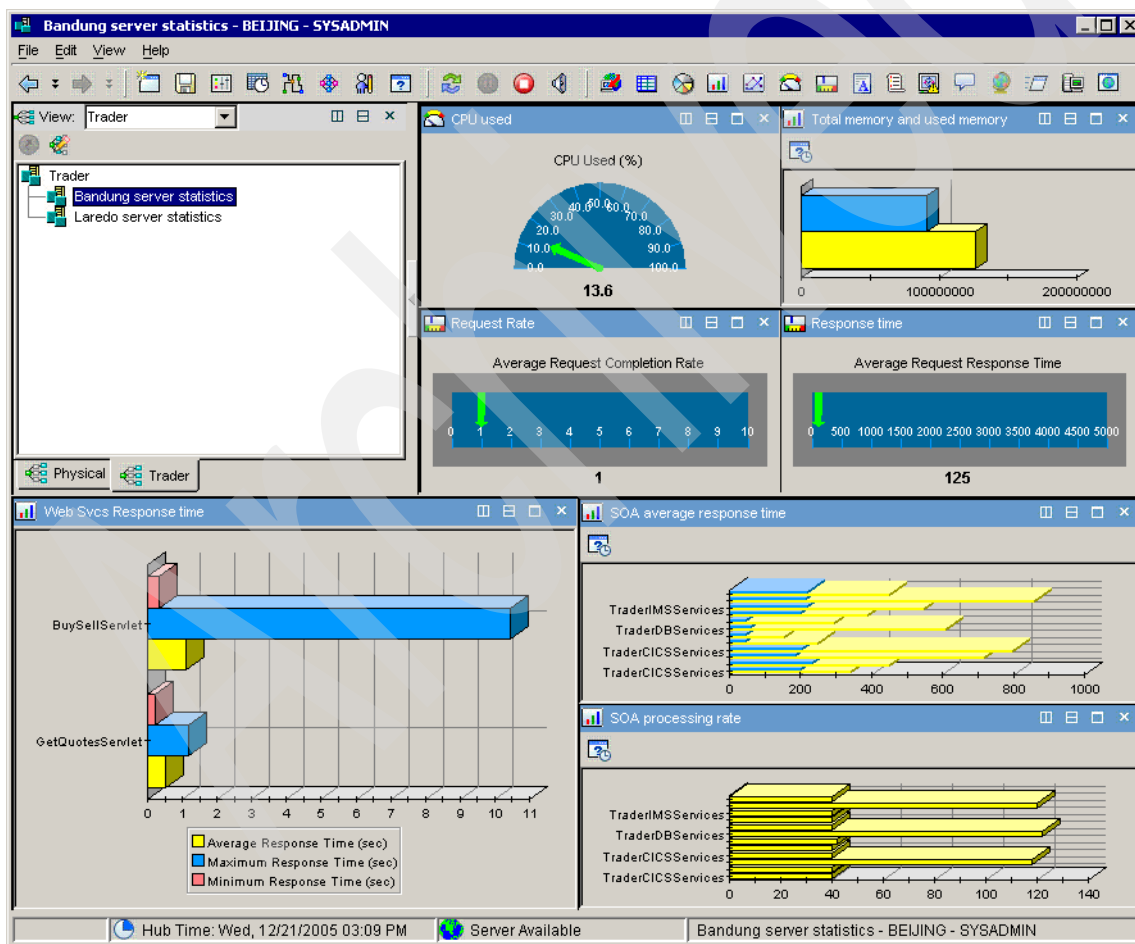 Bandung server statistics - BEIJING - SYSADMIN
File Edit View Help
View: Trader
Trader
Bandung server statistics
Laredo server statistics
Physical Trader
CPU used
CPU Used (%)
0.0 10.0 20.0 30.0 40.0 50.0 60.0 70.0 80.0 90.0 100.0
13.6
Total memory and used memory
0 100000000 200000000
Request Rate
Average Request Completion Rate
0 1 2 3 4 5 6 7 8 9 10
1
Response time
Average Request Response Time
0 500 1000 1500 2000 2500 3000 3500 4000 4500 5000
125
Web Svcs Response time
BuySellServlet
GetQuotesServlet
0 1 2 3 4 5 6 7 8 9 10 11
Average Response Time (sec)
Maximum Response Time (sec)
Minimum Response Time (sec)
SOA average response time
TraderIMSServices
TraderDBServices
TraderCICSServices
TraderCICSServices
0 200 400 600 800 1000
SOA processing rate
TraderIMSServices
TraderDBServices
TraderCICSServices
TraderCICSServices
0 20 40 60 80 100 120 140
Hub Time: Wed, 12/21/2005 03:09 PM
Server Available
Bandung server statistics - BEIJING - SYSADMIN